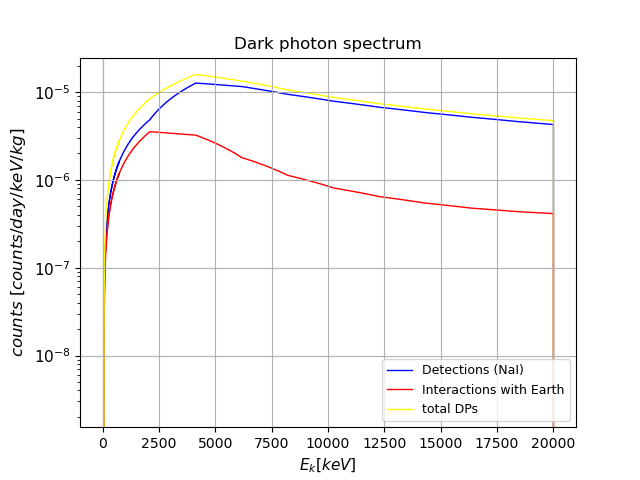 Dark photon spectrum
counts [counts/day/keV/kg]
10⁻⁵
10⁻⁶
10⁻⁷
10⁻⁸
Detections (NaI)
Interactions with Earth
total DPs
0 2500 5000 7500 10000 12500 15000 17500 20000
Eₖ[keV]